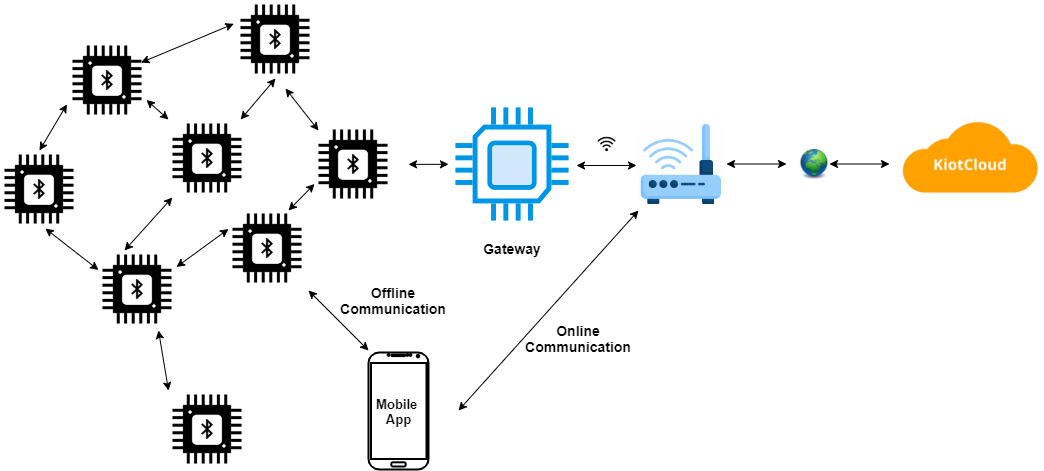 KiotCloud
Gateway
Offline
Communication
Online
Communication
Mobile
App